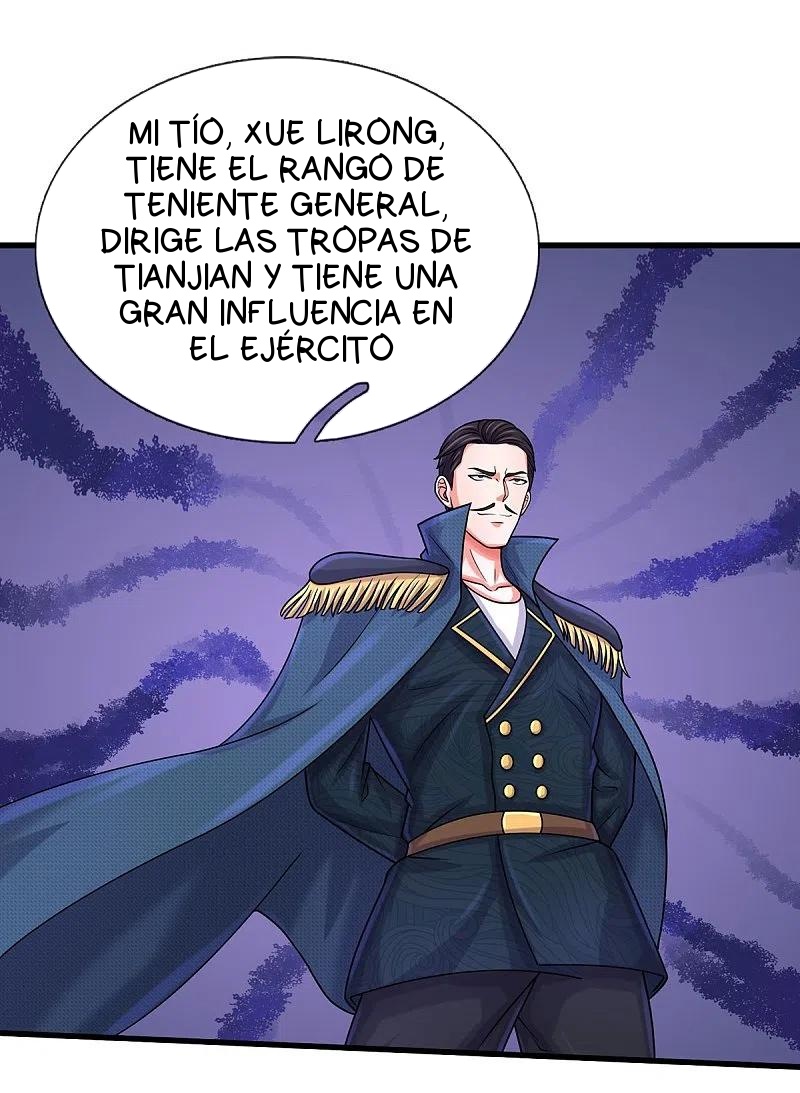 MI TÍO, XUE LIRONG,
TIENE EL RANGO DE
TENIENTE GENERAL,
DIRIGE LAS TROPAS DE
TIANJIAN Y TIENE UNA
GRAN INFLUENCIA EN
EL EJÉRCITO